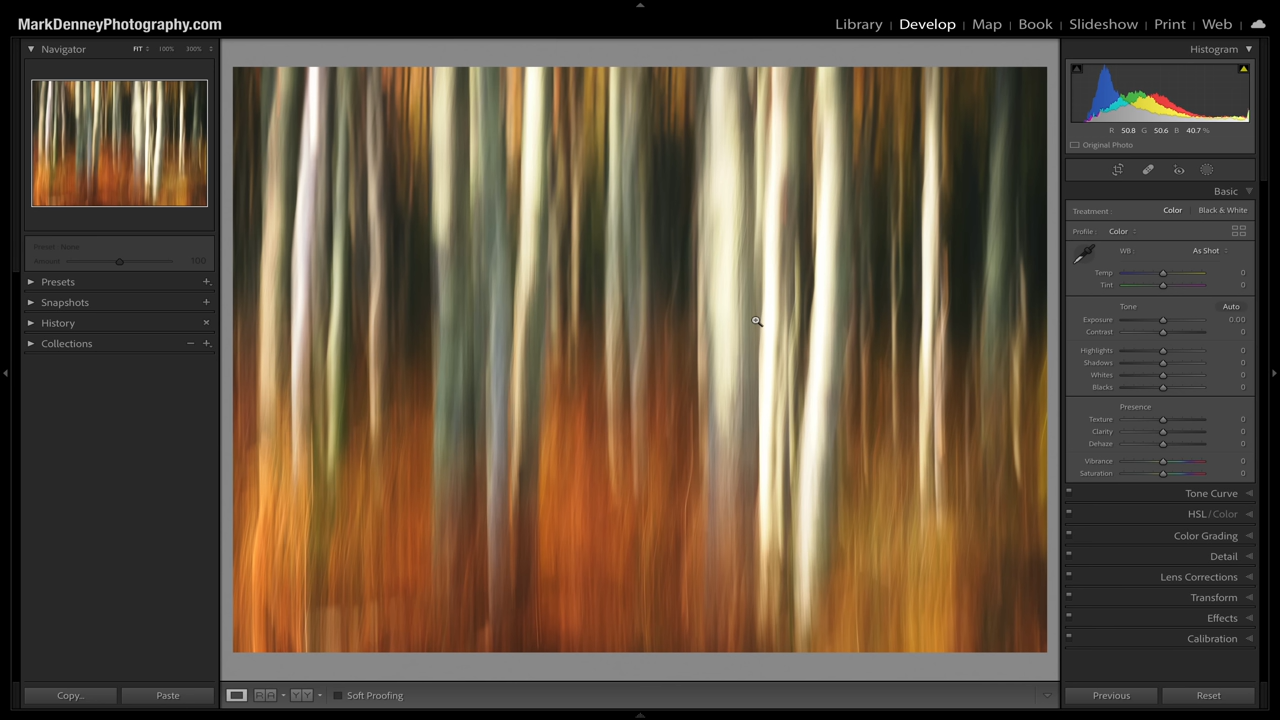 MarkDenneyPhotography.com
Library | Develop | Map | Book | Slideshow | Print | Web
Navigator FIT 100% 300%
Preset : None
Amount 100
Presets
Snapshots
History
Collections
Copy... Paste
Soft Proofing
Histogram
R 50.8 G 50.6 B 40.7 %
Original Photo
Basic
Treatment : Color Black & White
Profile : Color
WB : As Shot
Temp 0
Tint 0
Tone Auto
Exposure 0.00
Contrast 0
Highlights 0
Shadows 0
Whites 0
Blacks 0
Presence
Texture 0
Clarity 0
Dehaze 0
Vibrance 0
Saturation 0
Tone Curve
HSL / Color
Color Grading
Detail
Lens Corrections
Transform
Effects
Calibration
Previous Reset